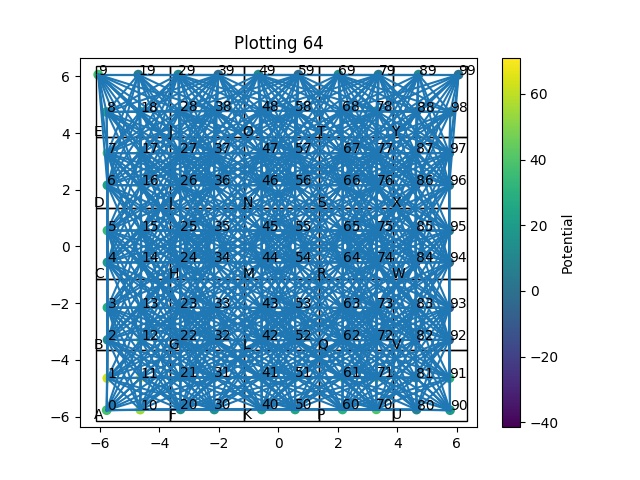 Plotting 64
9 19 29 39 49 59 69 79 89 99
8 18 28 38 48 58 68 78 88 98
E J O T Y
7 17 27 37 47 57 67 77 87 97
6 16 26 36 46 56 66 76 86 96
D I N S X
5 15 25 35 45 55 65 75 85 95
4 14 24 34 44 54 64 74 84 94
C H M R W
3 13 23 33 43 53 63 73 83 93
2 12 22 32 42 52 62 72 82 92
B G L Q V
1 11 21 31 41 51 61 71 81 91
0 10 20 30 40 50 60 70 80 90
A F K P U
6
4
2
0
−2
−4
−6
−6 −4 −2 0 2 4 6
60
40
20
0
−20
−40
Potential